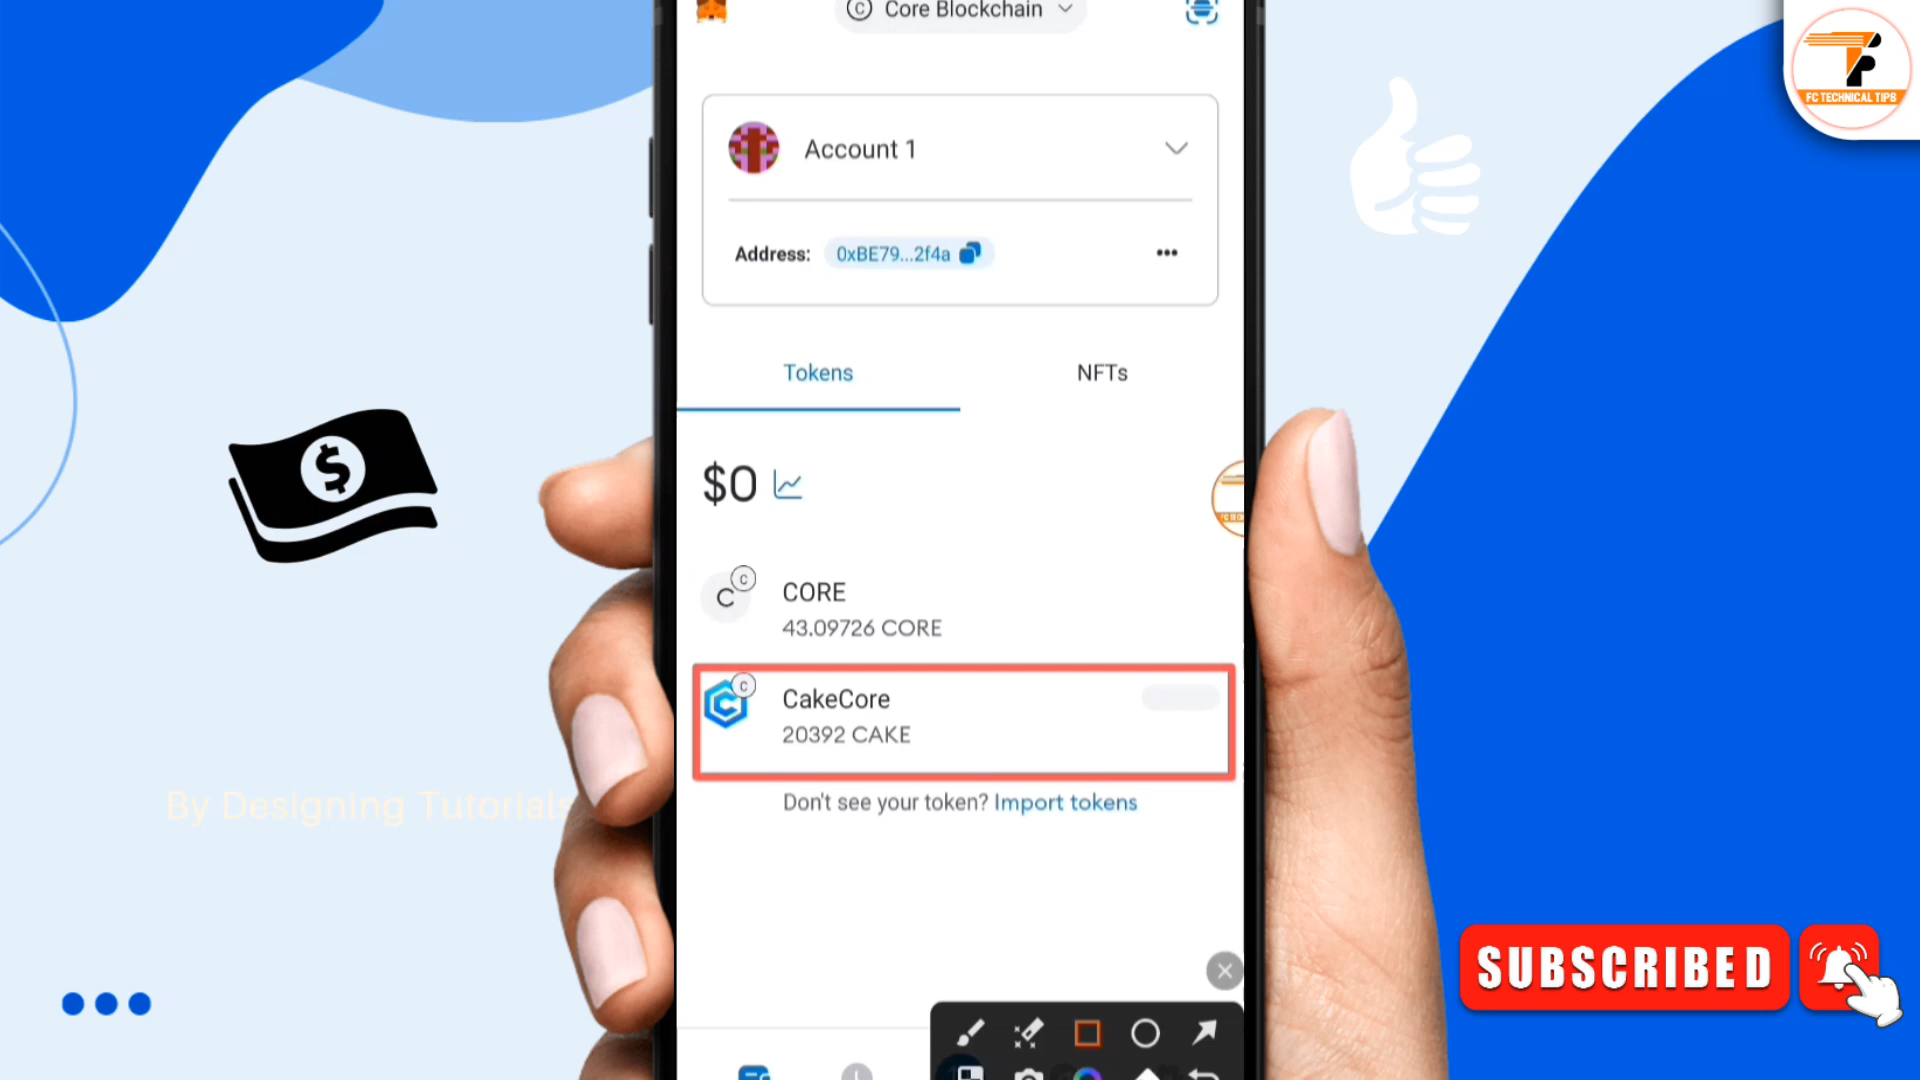 Core Blockchain
FC TECHNICAL TIPS
Account 1
Address: 0xBE79...2f4a
Tokens
NFTs
$0
C
C
CORE
43.09726 CORE
C
CakeCore
20392 CAKE
Don't see your token? Import tokens
By Designing Tutorials
SUBSCRIBED